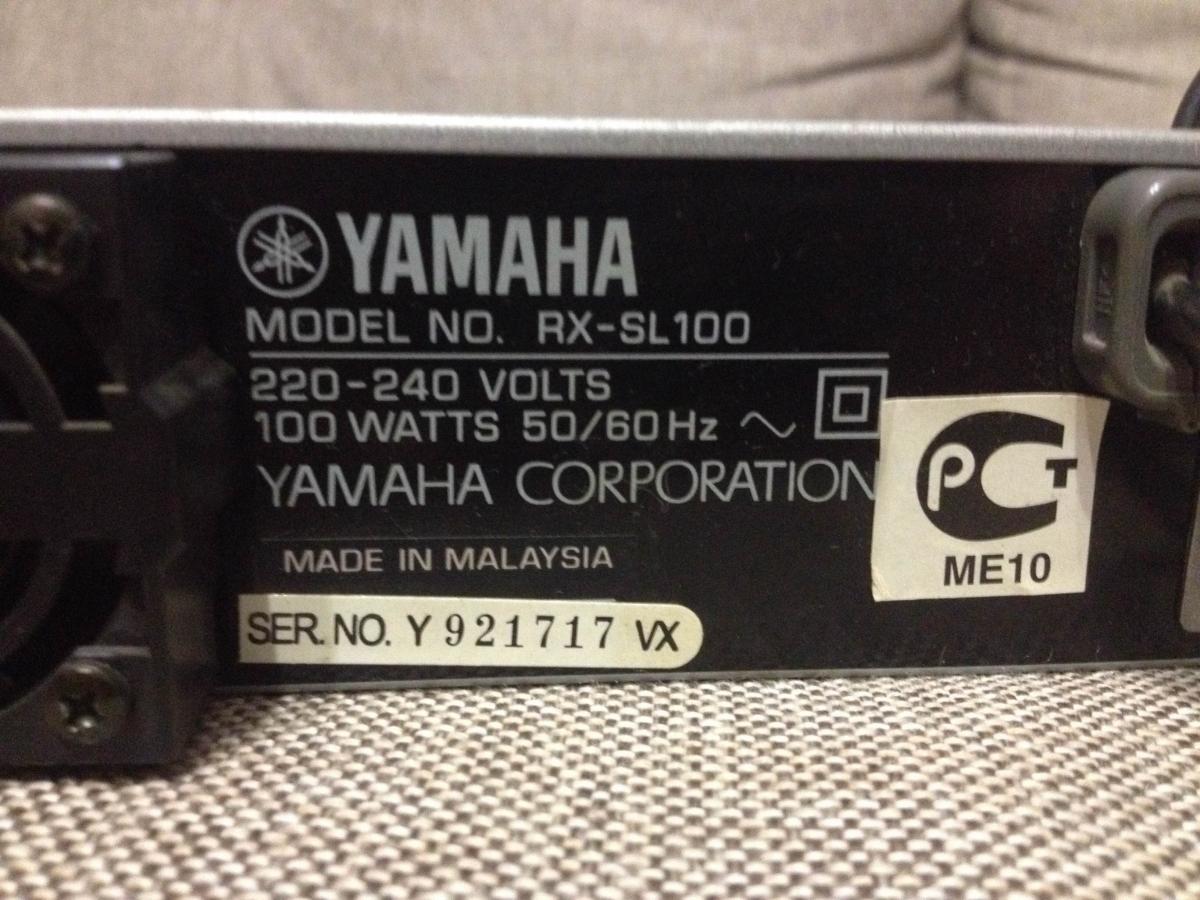 YAMAHA
MODEL NO. RX-SL100
220-240 VOLTS
100 WATTS 50/60Hz ~
YAMAHA CORPORATION
PCT
ME10
MADE IN MALAYSIA
SER. NO. Y 921717 VX